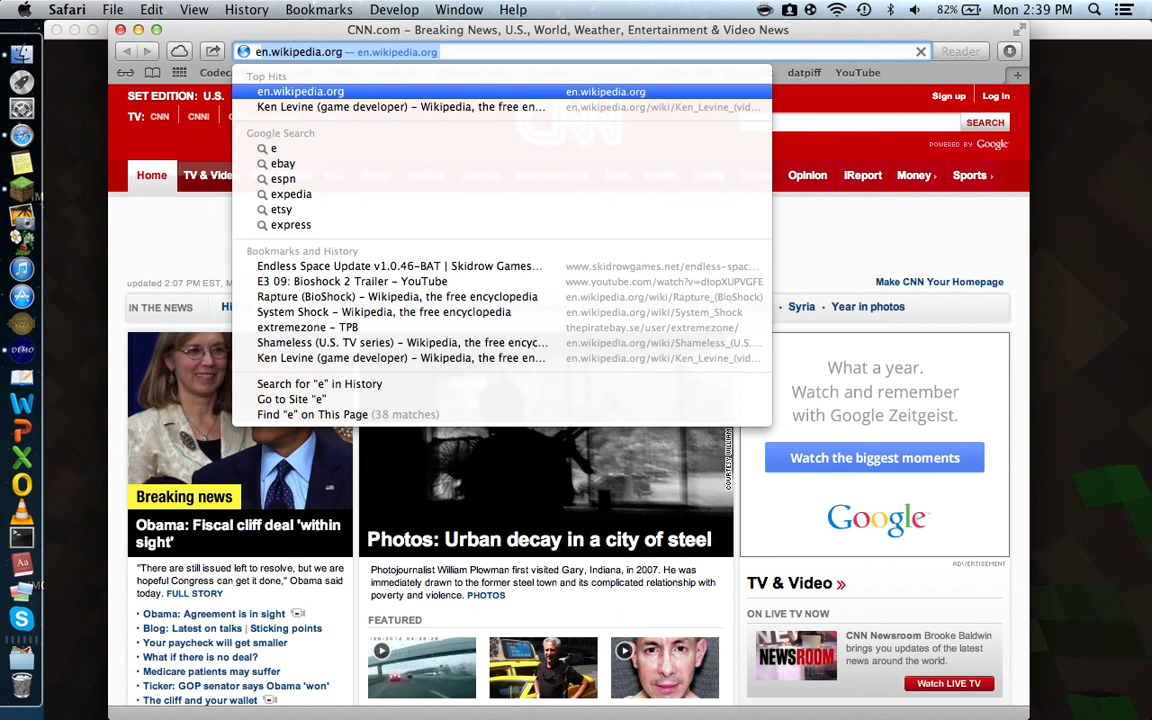 Safari File Edit View History Bookmarks Develop Window Help 82% Mon 2:39 PM
CNN.com – Breaking News, U.S., World, Weather, Entertainment & Video News
en.wikipedia.org — en.wikipedia.org Reader
Codec datpiff YouTube
Top Hits
en.wikipedia.org en.wikipedia.org
Ken Levine (game developer) – Wikipedia, the free en... en.wikipedia.org/wiki/Ken_Levine_(vid...
Google Search
e
ebay
espn
expedia
etsy
express
Bookmarks and History
Endless Space Update v1.0.46-BAT | Skidrow Games... www.skidrowgames.net/endless-spac...
E3 09: Bioshock 2 Trailer – YouTube www.youtube.com/watch?v=dIopXUPVGFE
Rapture (BioShock) – Wikipedia, the free encyclopedia en.wikipedia.org/wiki/Rapture_(BioShock)
System Shock – Wikipedia, the free encyclopedia en.wikipedia.org/wiki/System_Shock
extremezone – TPB thepiratebay.se/user/extremezone/
Shameless (U.S. TV series) – Wikipedia, the free encyc... en.wikipedia.org/wiki/Shameless_(U.S....
Ken Levine (game developer) – Wikipedia, the free en... en.wikipedia.org/wiki/Ken_Levine_(vid...
Search for "e" in History
Go to Site "e"
Find "e" on This Page (38 matches)
SET EDITION: U.S.
TV: CNN CNNi
CNN
Sign up Log in
SEARCH
POWERED BY Google
Home TV & Vide Opinion iReport Money Sports
updated 2:07 PM EST, M
Make CNN Your Homepage
IN THE NEWS Hi Syria Year in photos
Breaking news
Obama: Fiscal cliff deal 'within
sight'
"There are still issued left to resolve, but we are
hopeful Congress can get it done," Obama said
today. FULL STORY
Obama: Agreement is in sight
Blog: Latest on talks | Sticking points
Your paycheck will get smaller
What if there is no deal?
Medicare patients may suffer
Ticker: GOP senator says Obama 'won'
The cliff and your wallet
COURTESY WILLIAM
Photos: Urban decay in a city of steel
Photojournalist William Plowman first visited Gary, Indiana, in 2007. He was
immediately drawn to the former steel town and its complicated relationship with
poverty and violence. PHOTOS
FEATURED
What a year.
Watch and remember
with Google Zeitgeist.
Watch the biggest moments
Google
ADVERTISEMENT
TV & Video »
ON LIVE TV NOW
NEWSROOM
CNN Newsroom Brooke Baldwin
brings you updates of the latest
news around the world.
Watch LIVE TV
DEMO